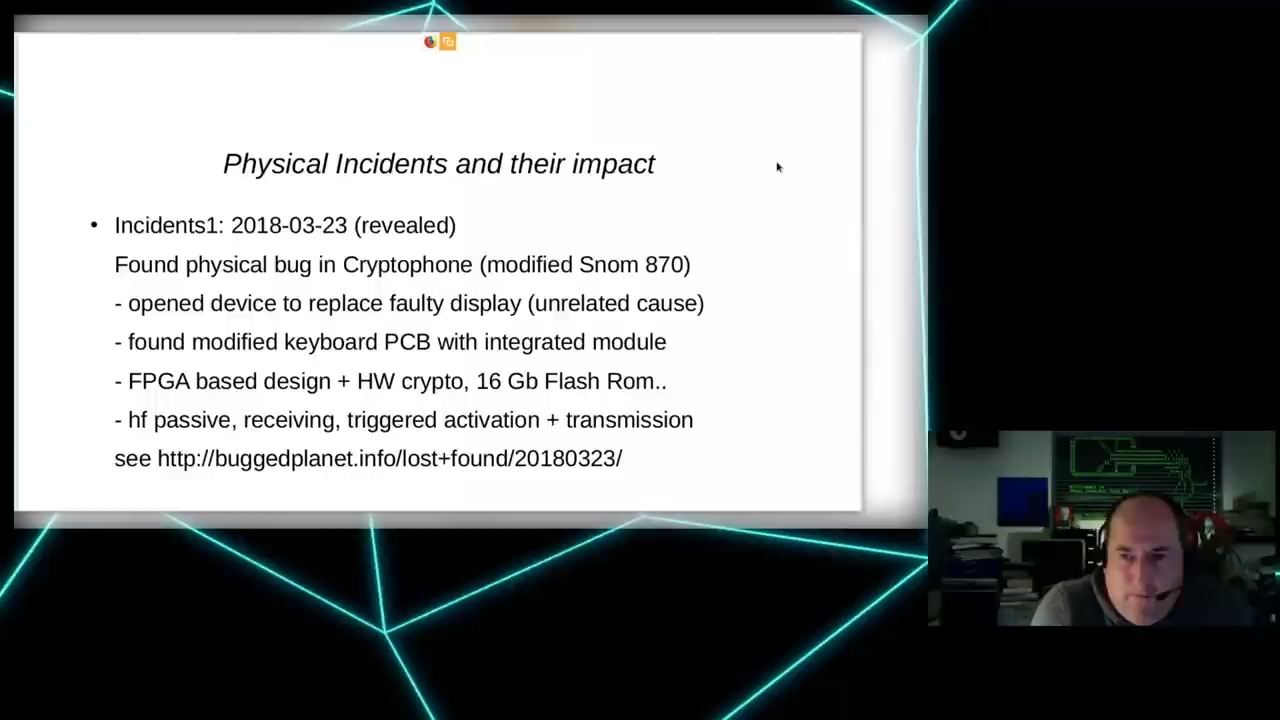 Physical Incidents and their impact
• Incidents1: 2018-03-23 (revealed)
Found physical bug in Cryptophone (modified Snom 870)
- opened device to replace faulty display (unrelated cause)
- found modified keyboard PCB with integrated module
- FPGA based design + HW crypto, 16 Gb Flash Rom..
- hf passive, receiving, triggered activation + transmission
see http://buggedplanet.info/lost+found/20180323/